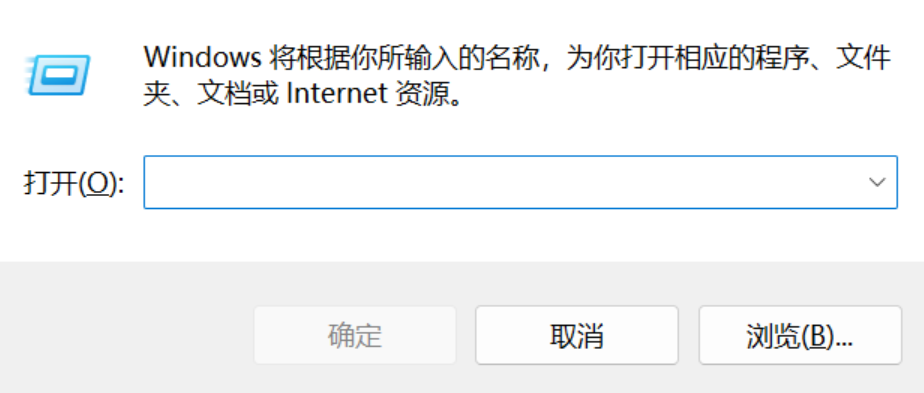 Windows 将根据你所输入的名称，为你打开相应的程序、文件
夹、文档或 Internet 资源。
打开(O):
确定 取消 浏览(B)...